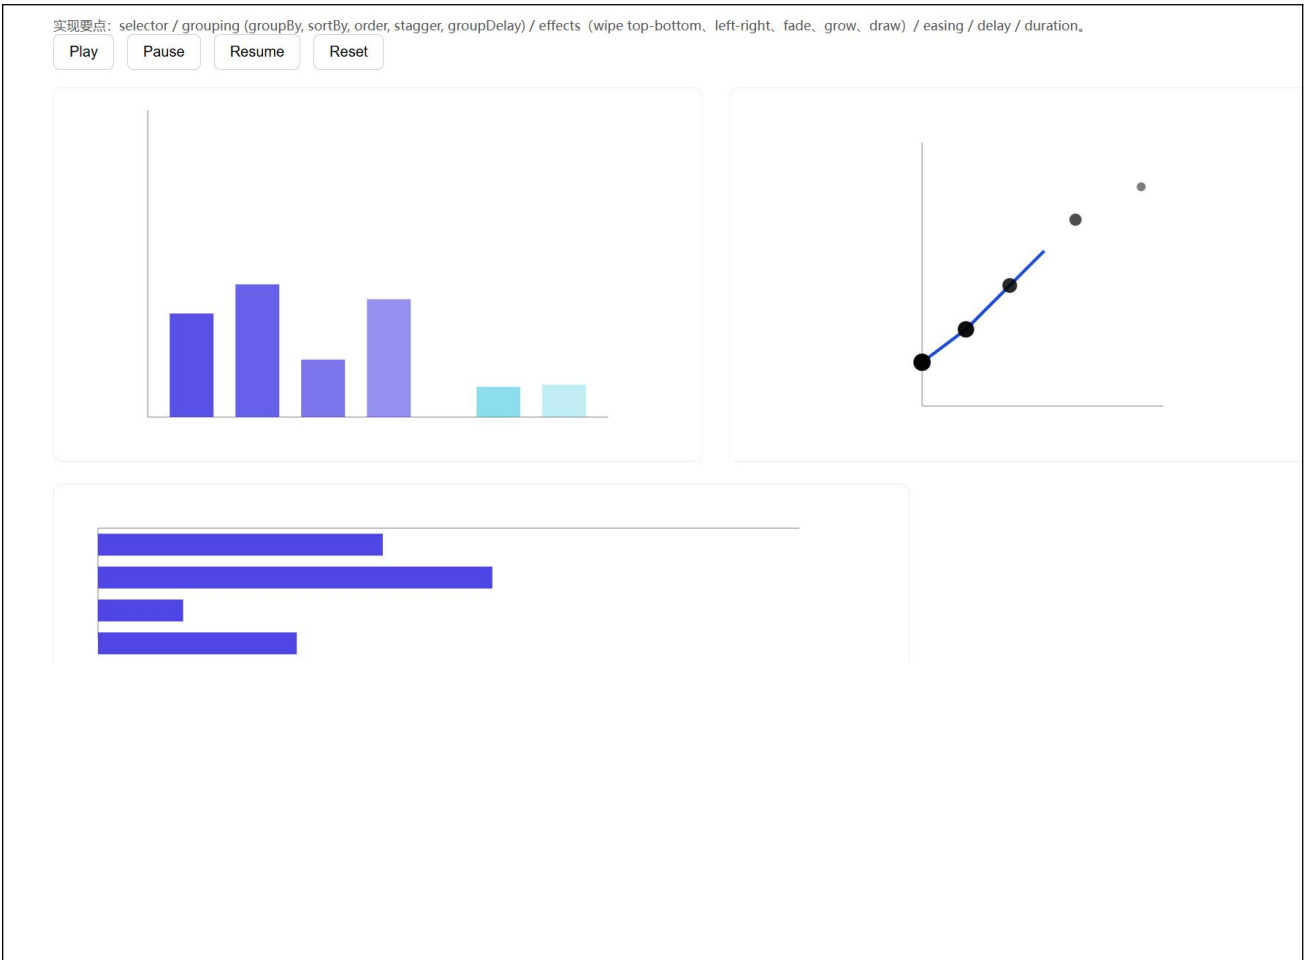 实现要点：selector / grouping (groupBy, sortBy, order, stagger, groupDelay) / effects（wipe top-bottom、left-right、fade、grow、draw）/ easing / delay / duration。
Play Pause Resume Reset